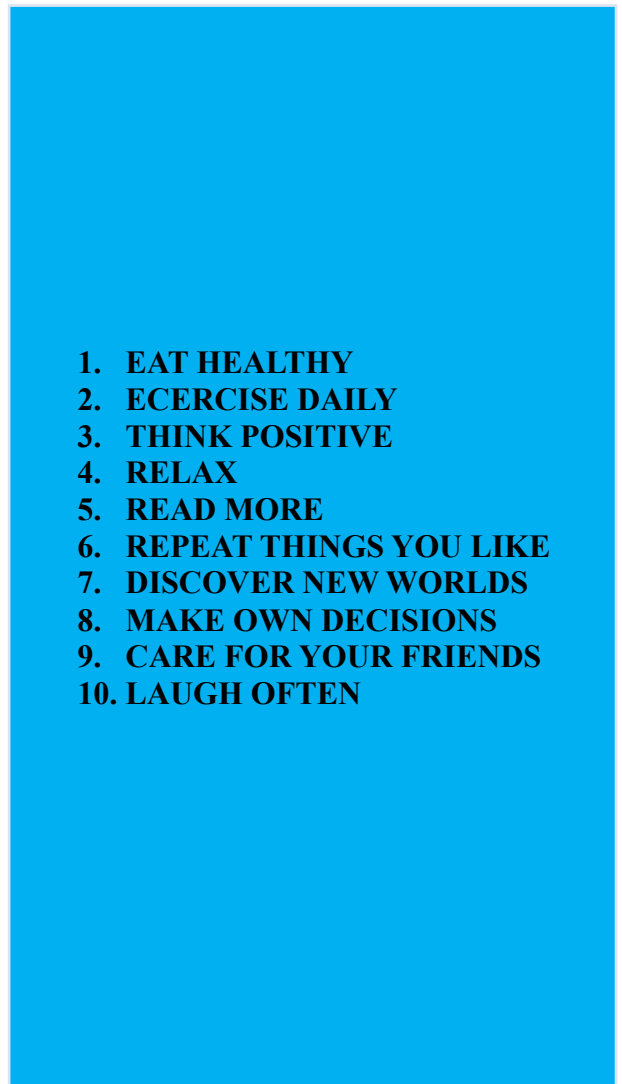 1. EAT HEALTHY
2. ECERCISE DAILY
3. THINK POSITIVE
4. RELAX
5. READ MORE
6. REPEAT THINGS YOU LIKE
7. DISCOVER NEW WORLDS
8. MAKE OWN DECISIONS
9. CARE FOR YOUR FRIENDS
10. LAUGH OFTEN